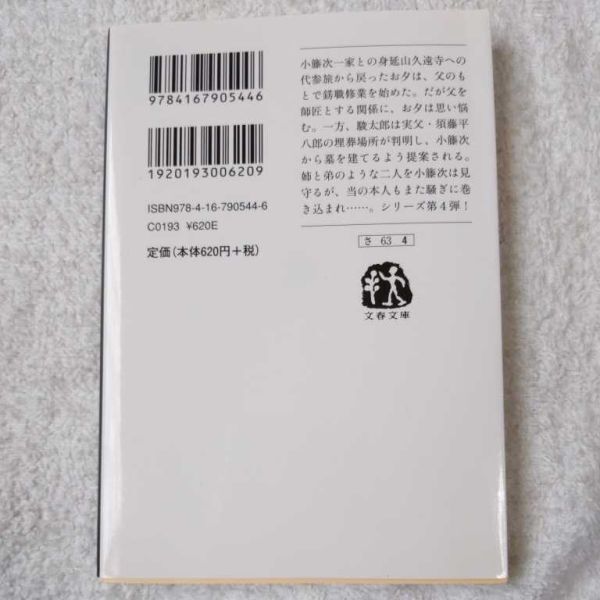 9784167905446
1920193006209
ISBN978-4-16-790544-6
C0193 ¥620E
定価(本体620円+税)
小籐次一家との身延山久遠寺への
代参旅から戻ったお夕は、父のも
とで錺職修業を始めた。だが父を
師匠とする関係に、お夕は思い悩
む。一方、駿太郎は実父・須藤平
八郎の埋葬場所が判明し、小籐次
から墓を建てるよう提案される。
姉と弟のような二人を小籐次は見
守るが、当の本人もまた騒ぎに巻
き込まれ……。シリーズ第4弾!
さ 63 4
文春文庫